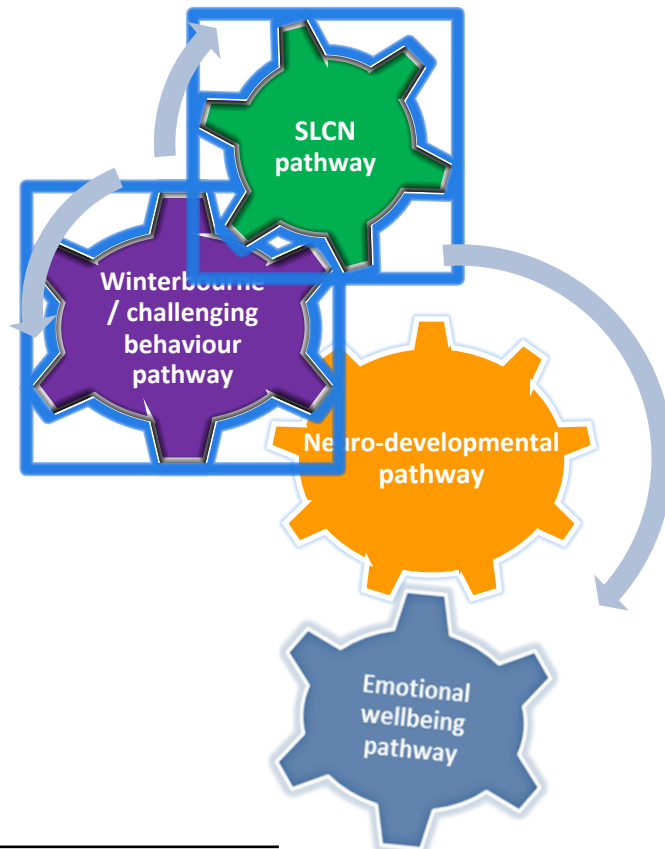 SLCN
pathway
Winterbourne
/ challenging
behaviour
pathway
Neuro-developmental
pathway
Emotional
wellbeing
pathway